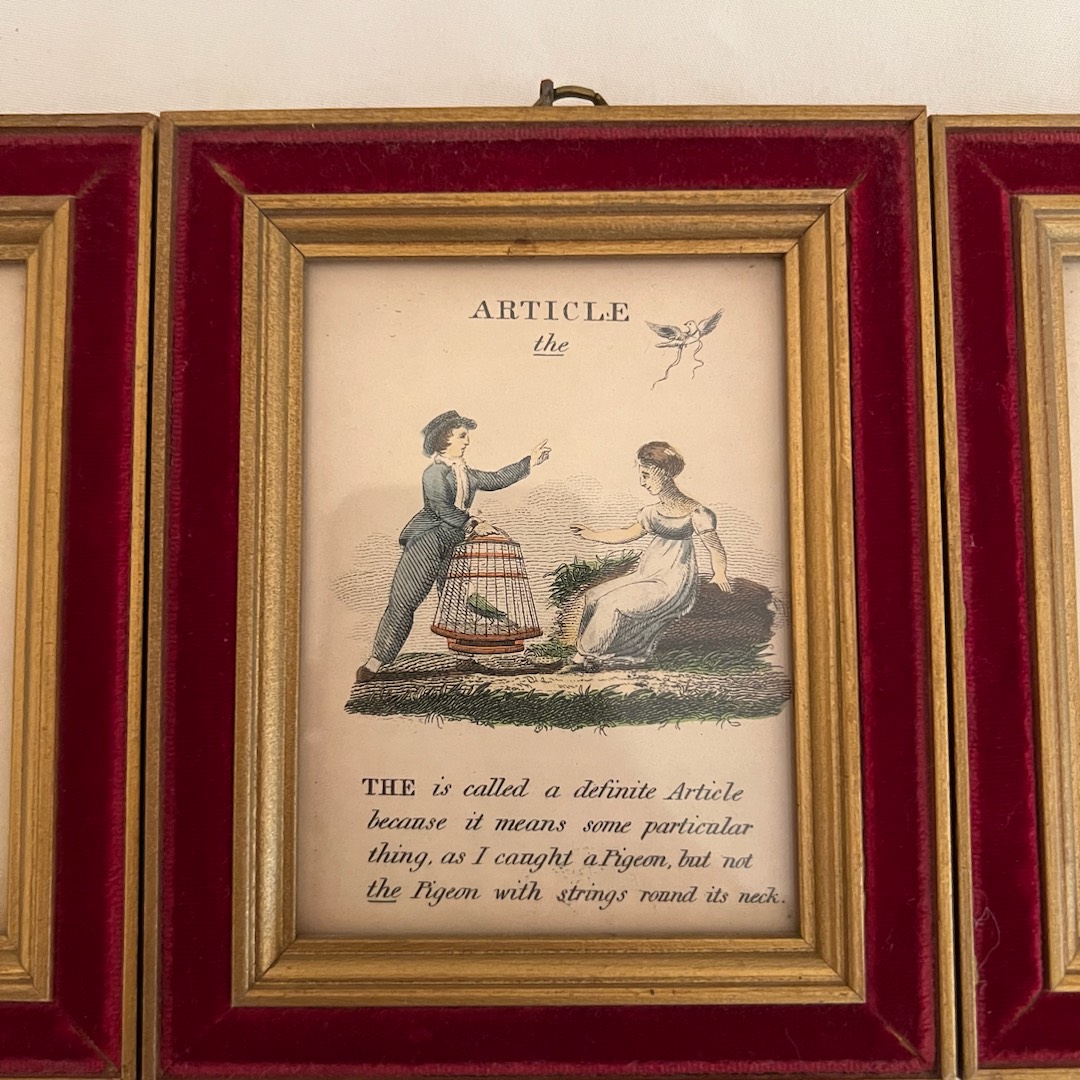 ARTICLE
the
THE is called a definite Article
because it means some particular
thing, as I caught a Pigeon, but not
the Pigeon with strings round its neck.